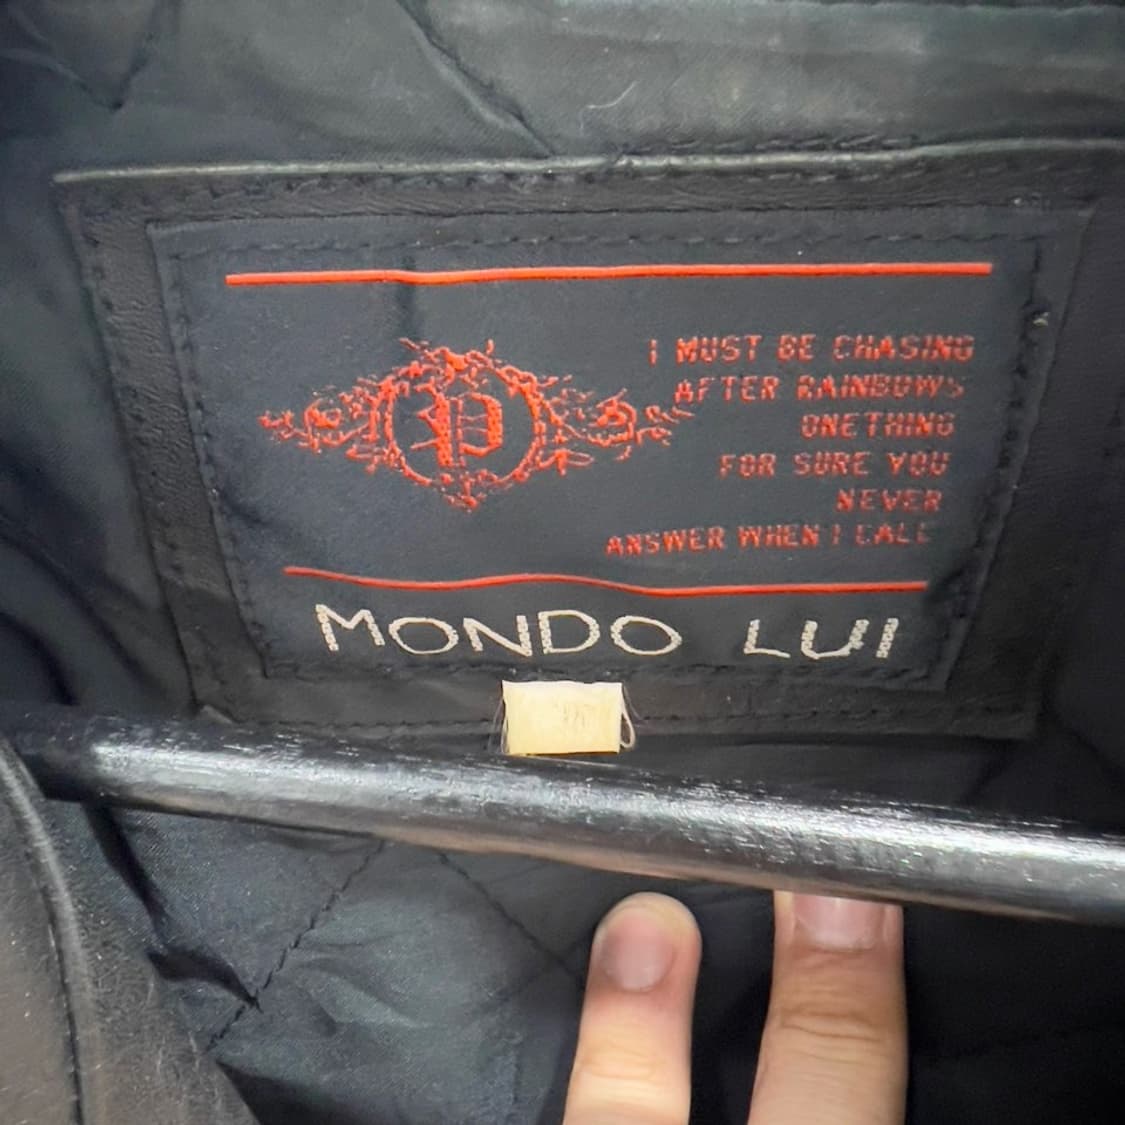 I MUST BE CHASING
AFTER RAINBOWS
ONETHING
FOR SURE YOU
NEVER
ANSWER WHEN I CALL
P
MONDO LUI